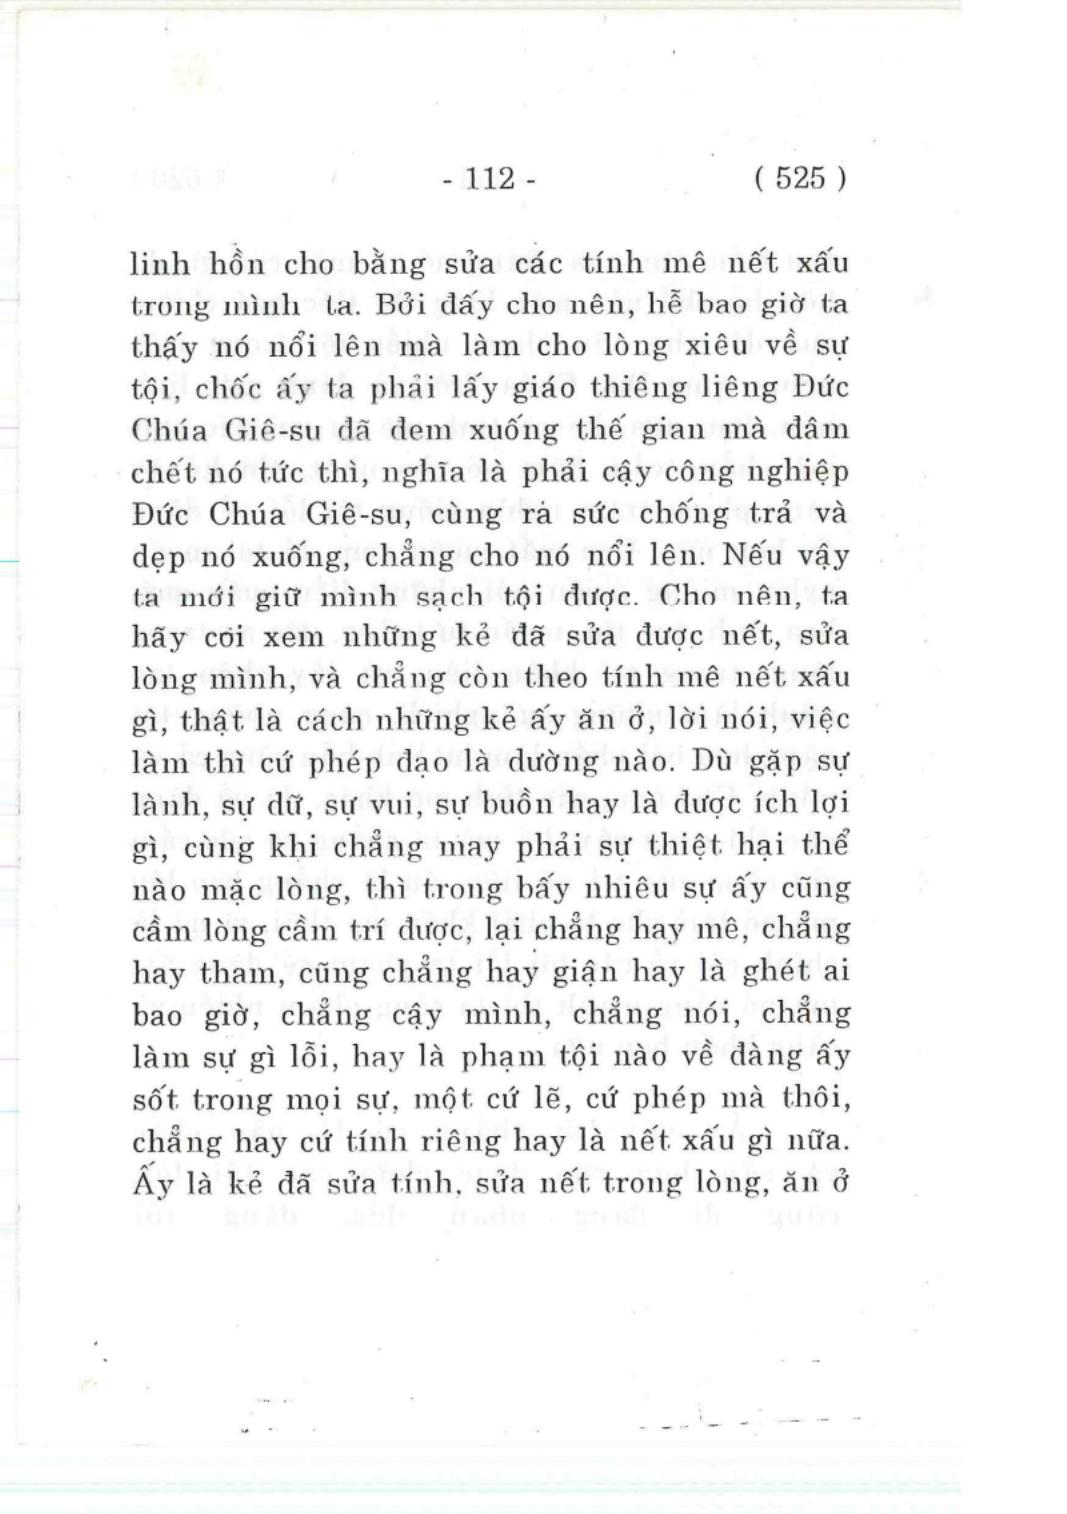 - 112 - ( 525 )
linh hồn cho bằng sửa các tính mê nết xấu
trong mình ta. Bởi đấy cho nên, hễ bao giờ ta
thấy nó nổi lên mà làm cho lòng xiêu về sự
tội, chốc ấy ta phải lấy giáo thiêng liêng Đức
Chúa Giê-su đã đem xuống thế gian mà đâm
chết nó tức thì, nghĩa là phải cậy công nghiệp
Đức Chúa Giê-su, cùng ra sức chống trả và
dẹp nó xuống, chẳng cho nó nổi lên. Nếu vậy
ta mới giữ mình sạch tội được. Cho nên, ta
hãy coi xem những kẻ đã sửa được nết, sửa
lòng mình, và chẳng còn theo tính mê nết xấu
gì, thật là cách những kẻ ấy ăn ở, lời nói, việc
làm thì cứ phép đạo là dường nào. Dù gặp sự
lành, sự dữ, sự vui, sự buồn hay là được ích lợi
gì, cùng khi chẳng may phải sự thiệt hại thể
nào mặc lòng, thì trong bấy nhiêu sự ấy cũng
cầm lòng cầm trí được, lại chẳng hay mê, chẳng
hay tham, cũng chẳng hay giận hay là ghét ai
bao giờ, chẳng cậy mình, chẳng nói, chẳng
làm sự gì lỗi, hay là phạm tội nào về đàng ấy
sốt trong mọi sự, một cứ lẽ, cứ phép mà thôi,
chẳng hay cứ tính riêng hay là nết xấu gì nữa.
Ấy là kẻ đã sửa tính, sửa nết trong lòng, ăn ở